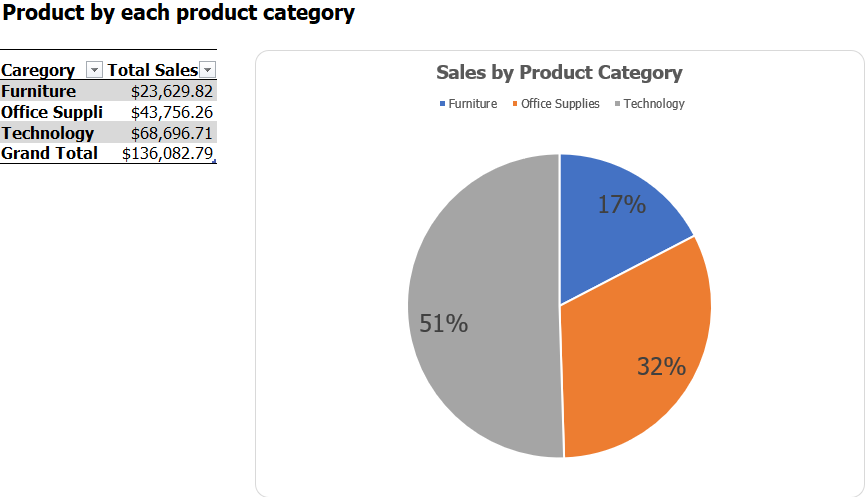 Product by each product category
Caregory Total Sales
Furniture $23,629.82
Office Suppli $43,756.26
Technology $68,696.71
Grand Total $136,082.79
Sales by Product Category
Furniture Office Supplies Technology
17%
51%
32%